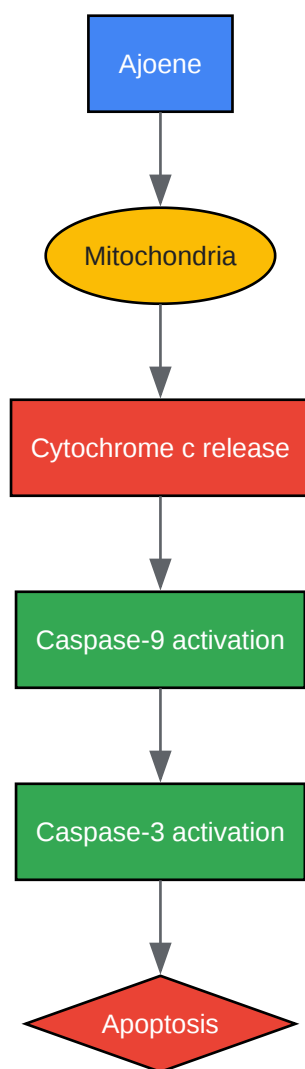 Ajoene
Mitochondria
Cytochrome c release
Caspase-9 activation
Caspase-3 activation
Apoptosis